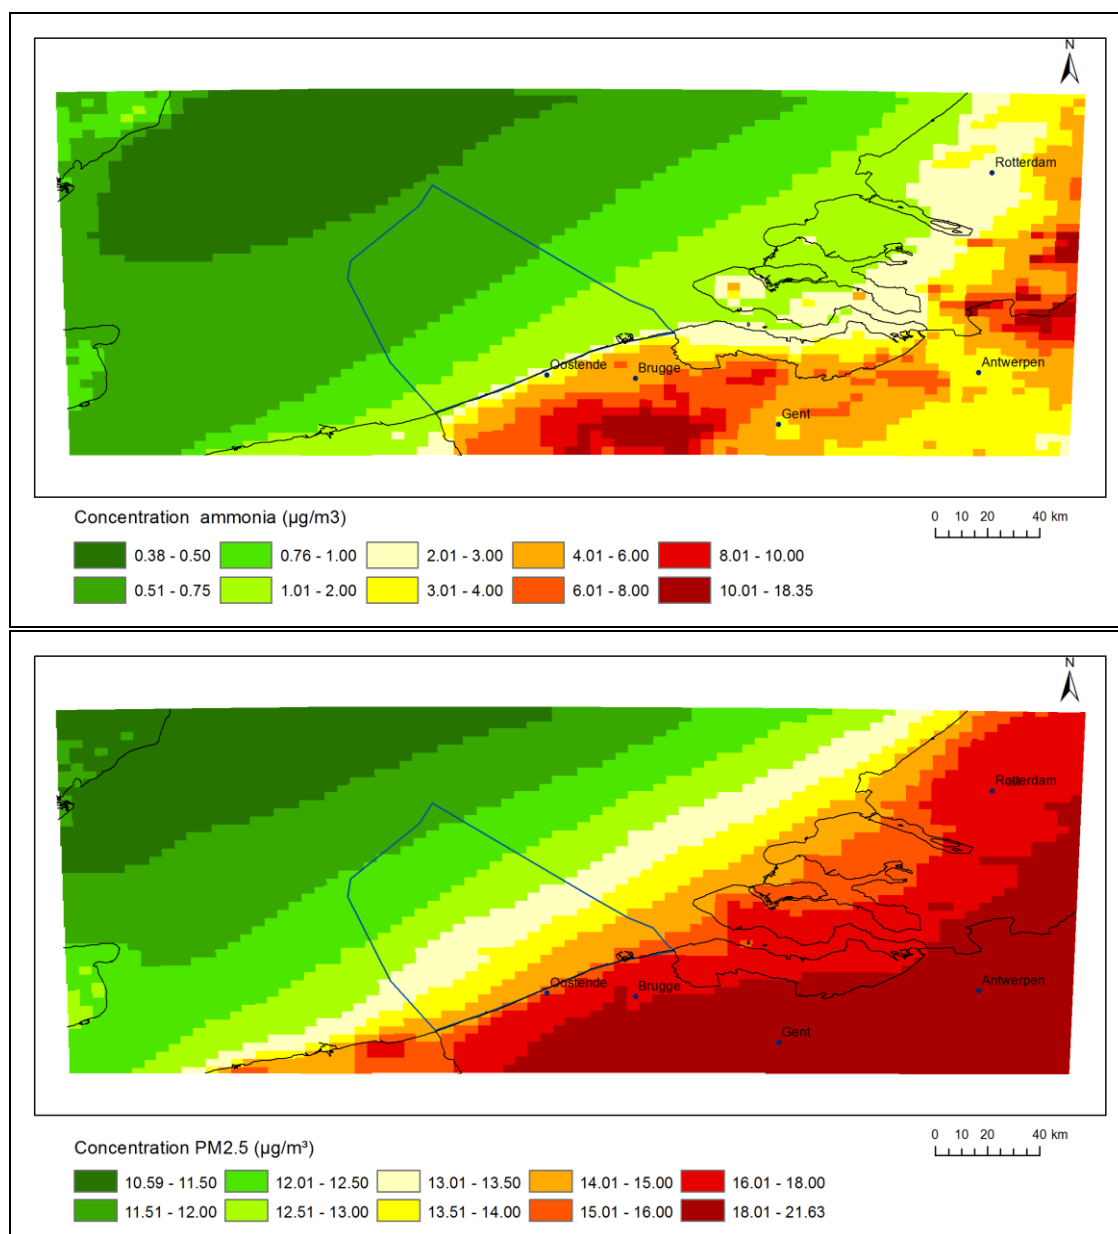 N
Rotterdam
Oostende
Brugge
Antwerpen
Gent
Concentration ammonia (µg/m3)
0 10 20 40 km
0.38 - 0.50 0.76 - 1.00 2.01 - 3.00 4.01 - 6.00 8.01 - 10.00
0.51 - 0.75 1.01 - 2.00 3.01 - 4.00 6.01 - 8.00 10.01 - 18.35
N
Rotterdam
Oostende
Brugge
Antwerpen
Gent
Concentration PM2.5 (µg/m³)
0 10 20 40 km
10.59 - 11.50 12.01 - 12.50 13.01 - 13.50 14.01 - 15.00 16.01 - 18.00
11.51 - 12.00 12.51 - 13.00 13.51 - 14.00 15.01 - 16.00 18.01 - 21.63